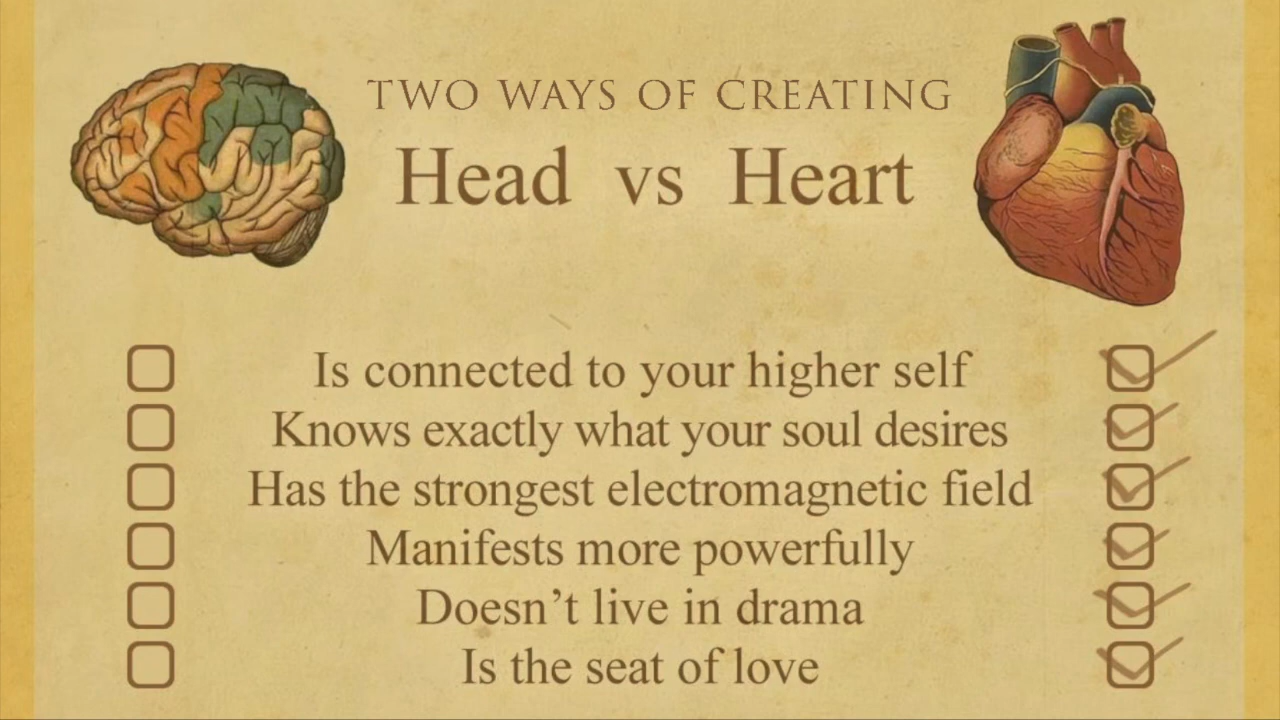 TWO WAYS OF CREATING
Head vs Heart
Is connected to your higher self
Knows exactly what your soul desires
Has the strongest electromagnetic field
Manifests more powerfully
Doesn’t live in drama
Is the seat of love